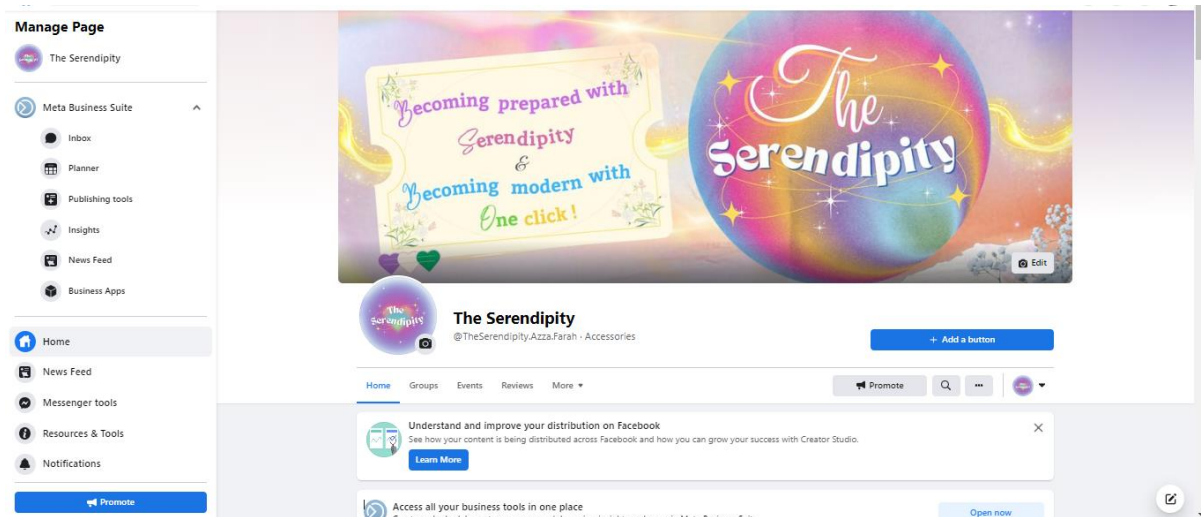 Manage Page
The Serendipity
Meta Business Suite
Inbox
Planner
Publishing tools
Insights
News Feed
Business Apps
Home
News Feed
Messenger tools
Resources & Tools
Notifications
Promote
Becoming prepared with
Serendipity
&
Becoming modern with
One click!
The
Serendipity
Edit
The
Serendipity
The Serendipity
@TheSerendipity.Azza.Farah · Accessories
+ Add a button
Home Groups Events Reviews More
Promote
Understand and improve your distribution on Facebook
See how your content is being distributed across Facebook and how you can grow your success with Creator Studio.
Learn More
Access all your business tools in one place
Open now